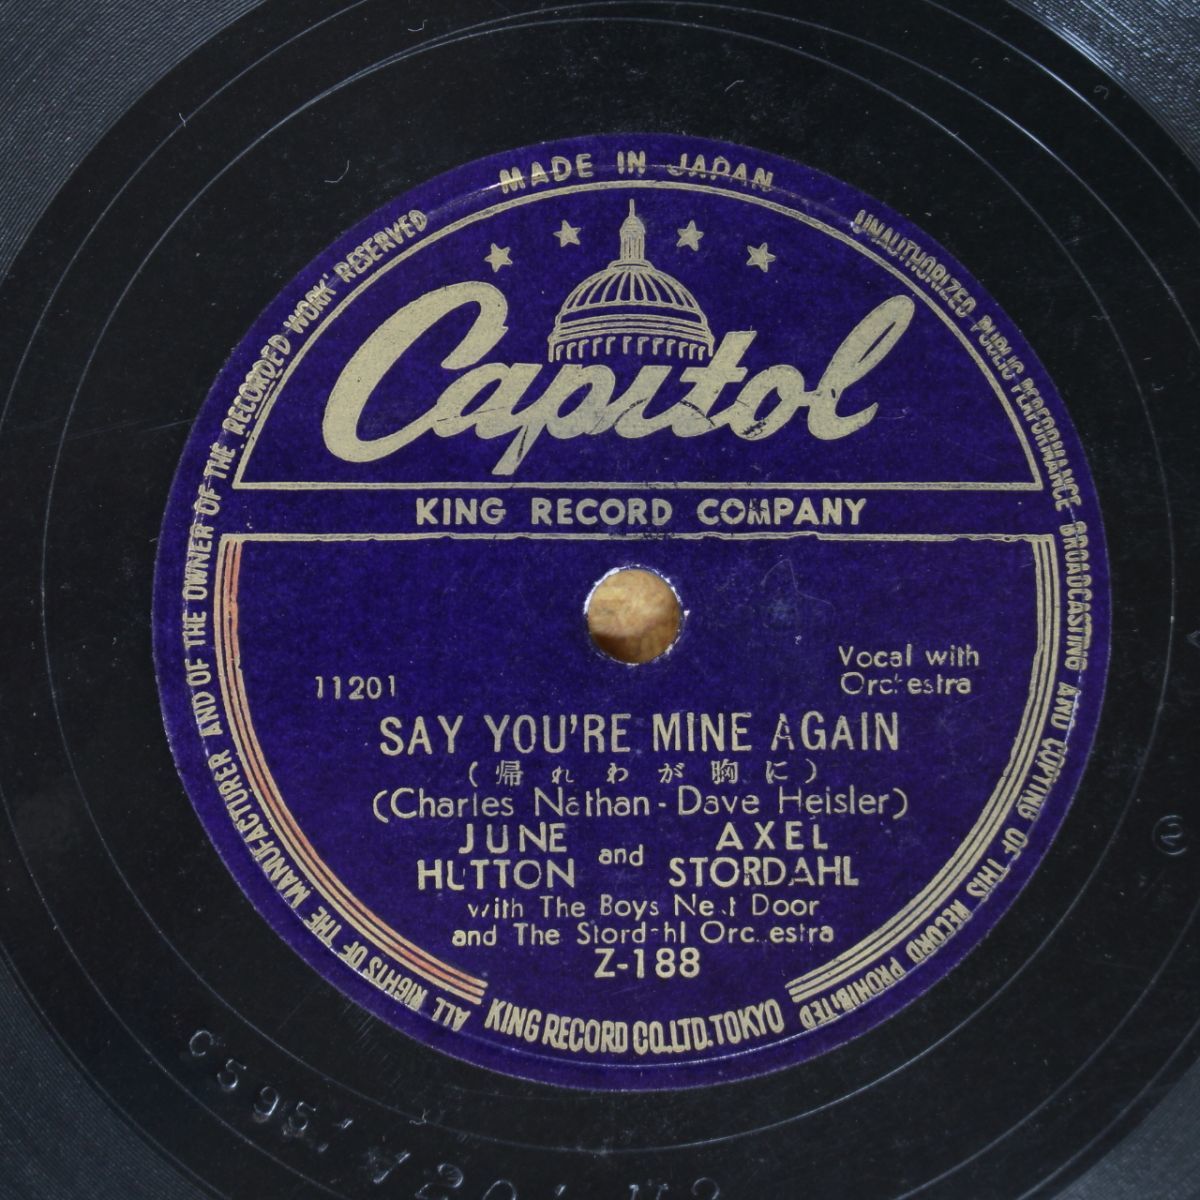 MADE IN JAPAN
Capitol
KING RECORD COMPANY
Vocal with
Orchestra
11201
SAY YOU'RE MINE AGAIN
(帰れわが胸に)
(Charles Nathan - Dave Heisler)
JUNE HUTTON and AXEL STORDAHL
with The Boys Next Door
and The Stordahl Orchestra
Z-188
KING RECORD CO., LTD. TOKYO
ALL RIGHTS OF THE MANUFACTURER AND OF THE OWNER OF THE RECORDED WORK RESERVED
UNAUTHORIZED PUBLIC PERFORMANCE BROADCASTING AND COPYING OF THIS RECORD PROHIBITED